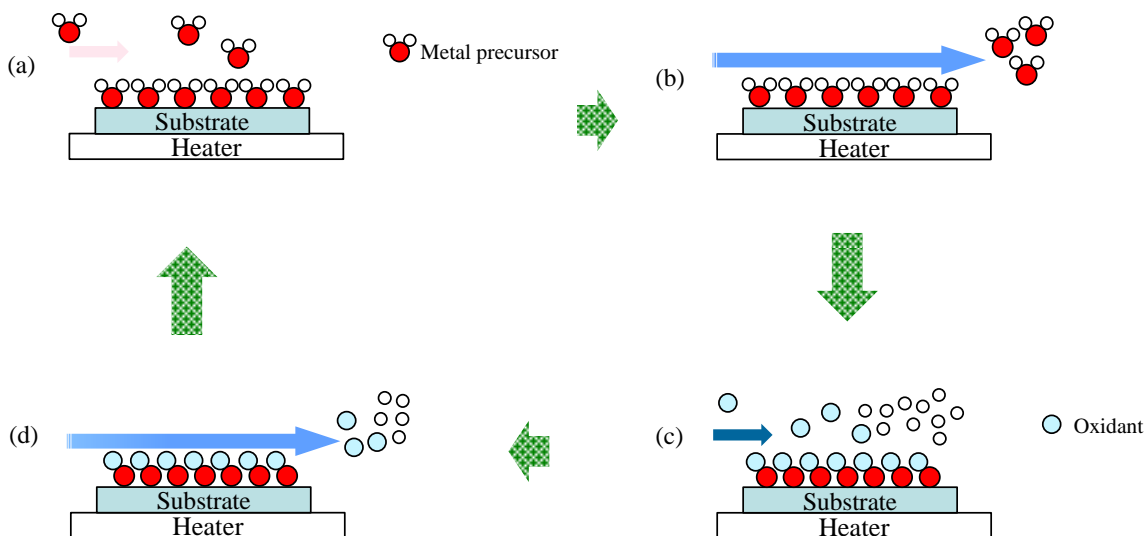 (a)
Metal precursor
Substrate
Heater
(b)
Substrate
Heater
(d)
Substrate
Heater
(c)
Oxidant
Substrate
Heater